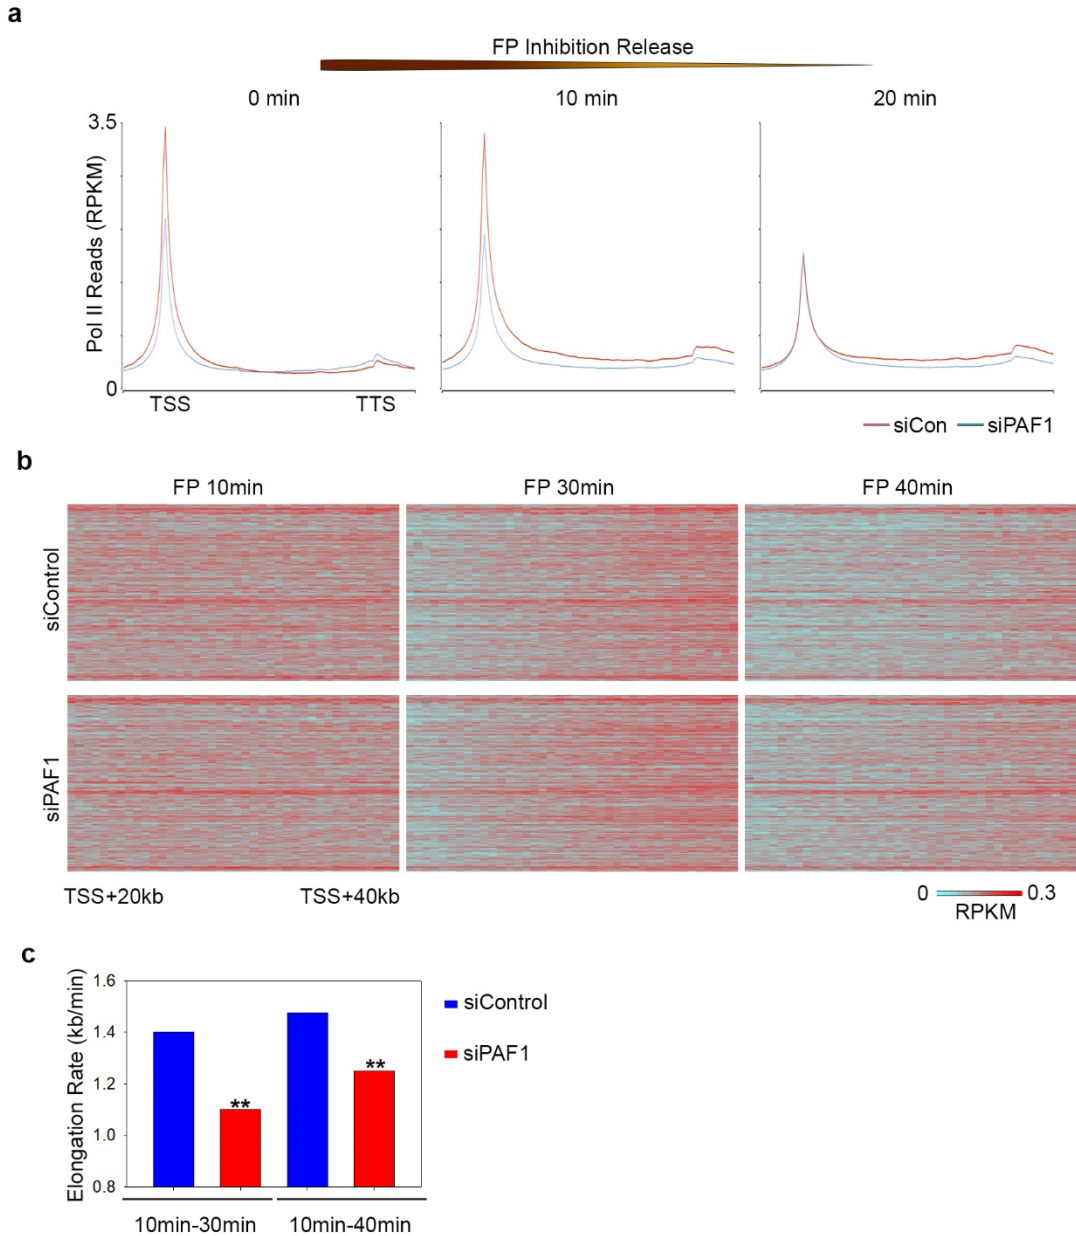 a
FP Inhibition Release
0 min
10 min
20 min
3.5
Pol II Reads (RPKM)
0
TSS
TTS
siCon
siPAF1
b
FP 10min
FP 30min
FP 40min
siControl
siPAF1
TSS+20kb
TSS+40kb
0
0.3
RPKM
c
Elongation Rate (kb/min)
1.6
1.4
1.2
1.0
0.8
**
**
siControl
siPAF1
10min-30min
10min-40min